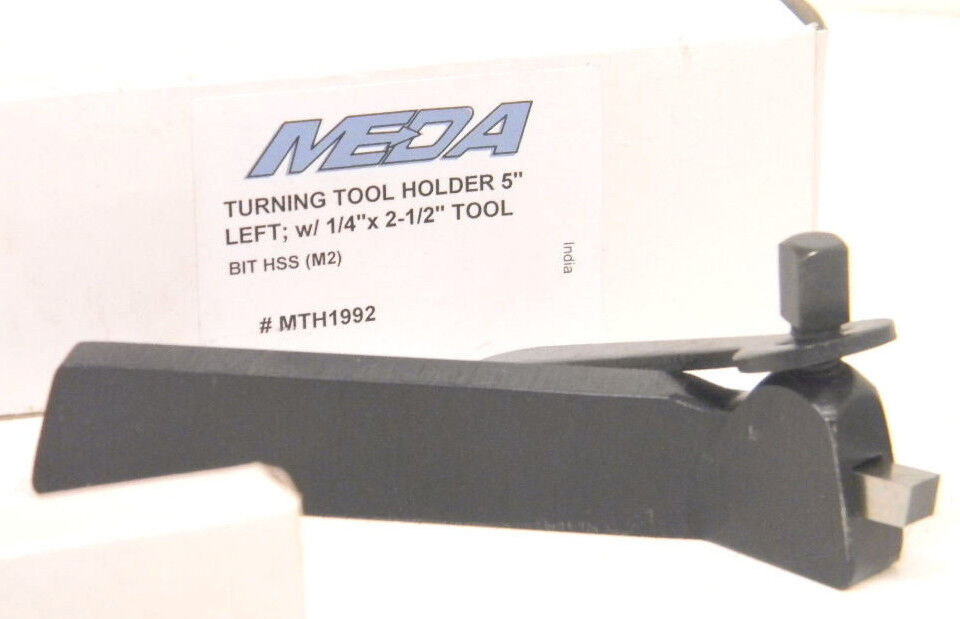 MEDA
TURNING TOOL HOLDER 5"
LEFT; w/ 1/4"x 2-1/2" TOOL
BIT HSS (M2)
India
# MTH1992